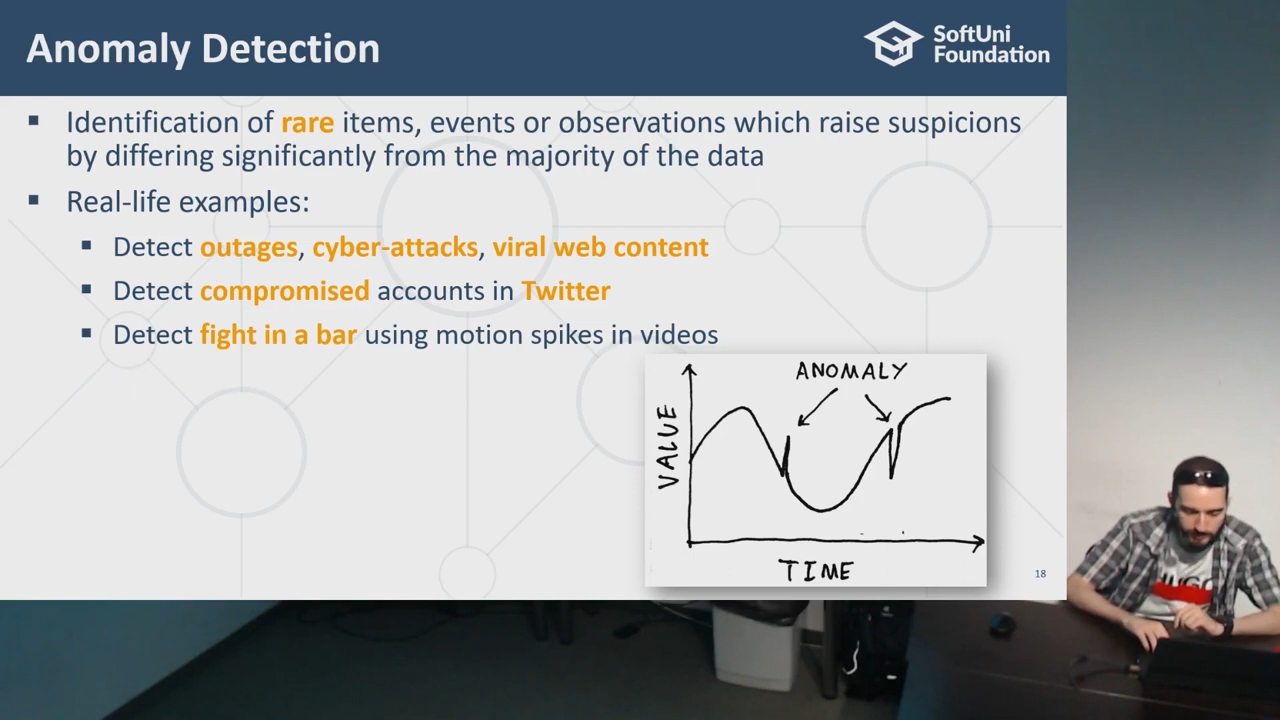 Anomaly Detection
SoftUni
Foundation
▪ Identification of rare items, events or observations which raise suspicions
by differing significantly from the majority of the data
▪ Real-life examples:
▪ Detect outages, cyber-attacks, viral web content
▪ Detect compromised accounts in Twitter
▪ Detect fight in a bar using motion spikes in videos
ANOMALY
VALUE
TIME
18